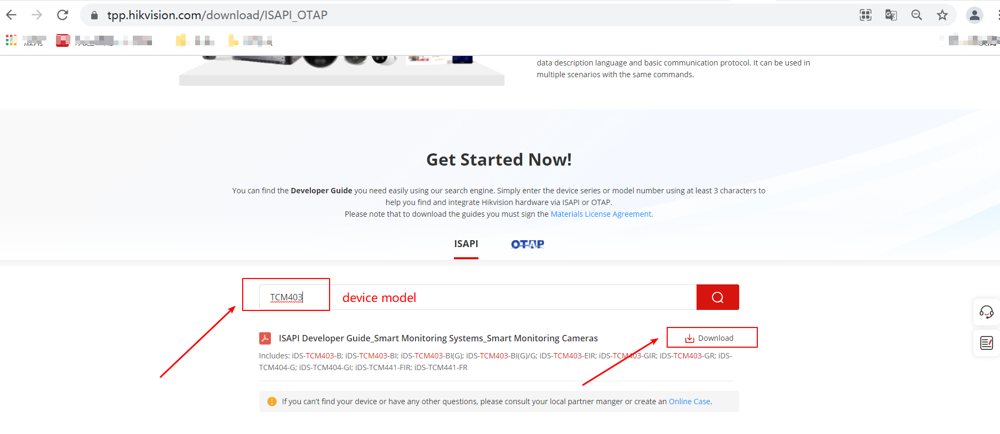 tpp.hikvision.com/download/ISAPI_OTAP
data description language and basic communication protocol. It can be used in
multiple scenarios with the same commands.
Get Started Now!
You can find the Developer Guide you need easily using our search engine. Simply enter the device series or model number using at least 3 characters to
help you find and integrate Hikvision hardware via ISAPI or OTAP.
Please note that to download the guides you must sign the Materials License Agreement.
ISAPI OTAP
TCM403 device model
ISAPI Developer Guide_Smart Monitoring Systems_Smart Monitoring Cameras Download
Includes: iDS-TCM403-B; iDS-TCM403-BI; iDS-TCM403-BI(G); iDS-TCM403-BI(G)/G; iDS-TCM403-EIR; iDS-TCM403-GIR; iDS-TCM403-GR; iDS-
TCM404-G; iDS-TCM404-GI; iDS-TCM441-FIR; iDS-TCM441-FR
If you can’t find your device or have any other questions, please consult your local partner manger or create an Online Case.